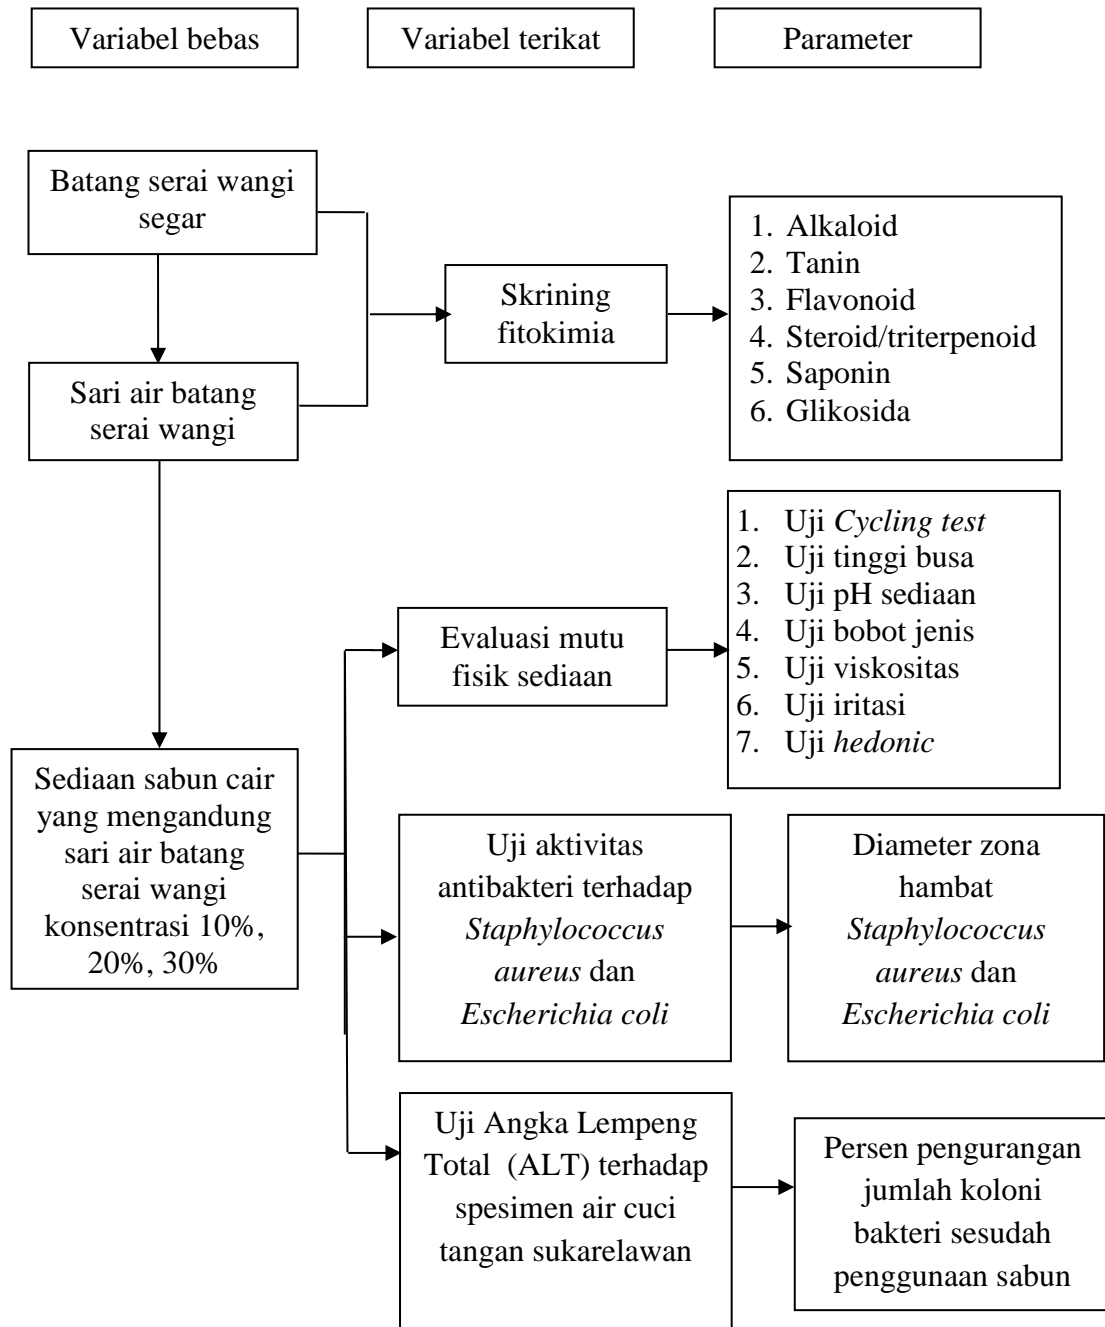 Variabel bebas
Variabel terikat
Parameter
Batang serai wangi
segar
Skrining
fitokimia
1. Alkaloid
2. Tanin
3. Flavonoid
4. Steroid/triterpenoid
5. Saponin
6. Glikosida
Sari air batang
serai wangi
1. Uji Cycling test
2. Uji tinggi busa
3. Uji pH sediaan
4. Uji bobot jenis
5. Uji viskositas
6. Uji iritasi
7. Uji hedonic
Evaluasi mutu
fisik sediaan
Sediaan sabun cair
yang mengandung
sari air batang
serai wangi
konsentrasi 10%,
20%, 30%
Uji aktivitas
antibakteri terhadap
Staphylococcus
aureus dan
Escherichia coli
Diameter zona
hambat
Staphylococcus
aureus dan
Escherichia coli
Uji Angka Lempeng
Total (ALT) terhadap
spesimen air cuci
tangan sukarelawan
Persen pengurangan
jumlah koloni
bakteri sesudah
penggunaan sabun